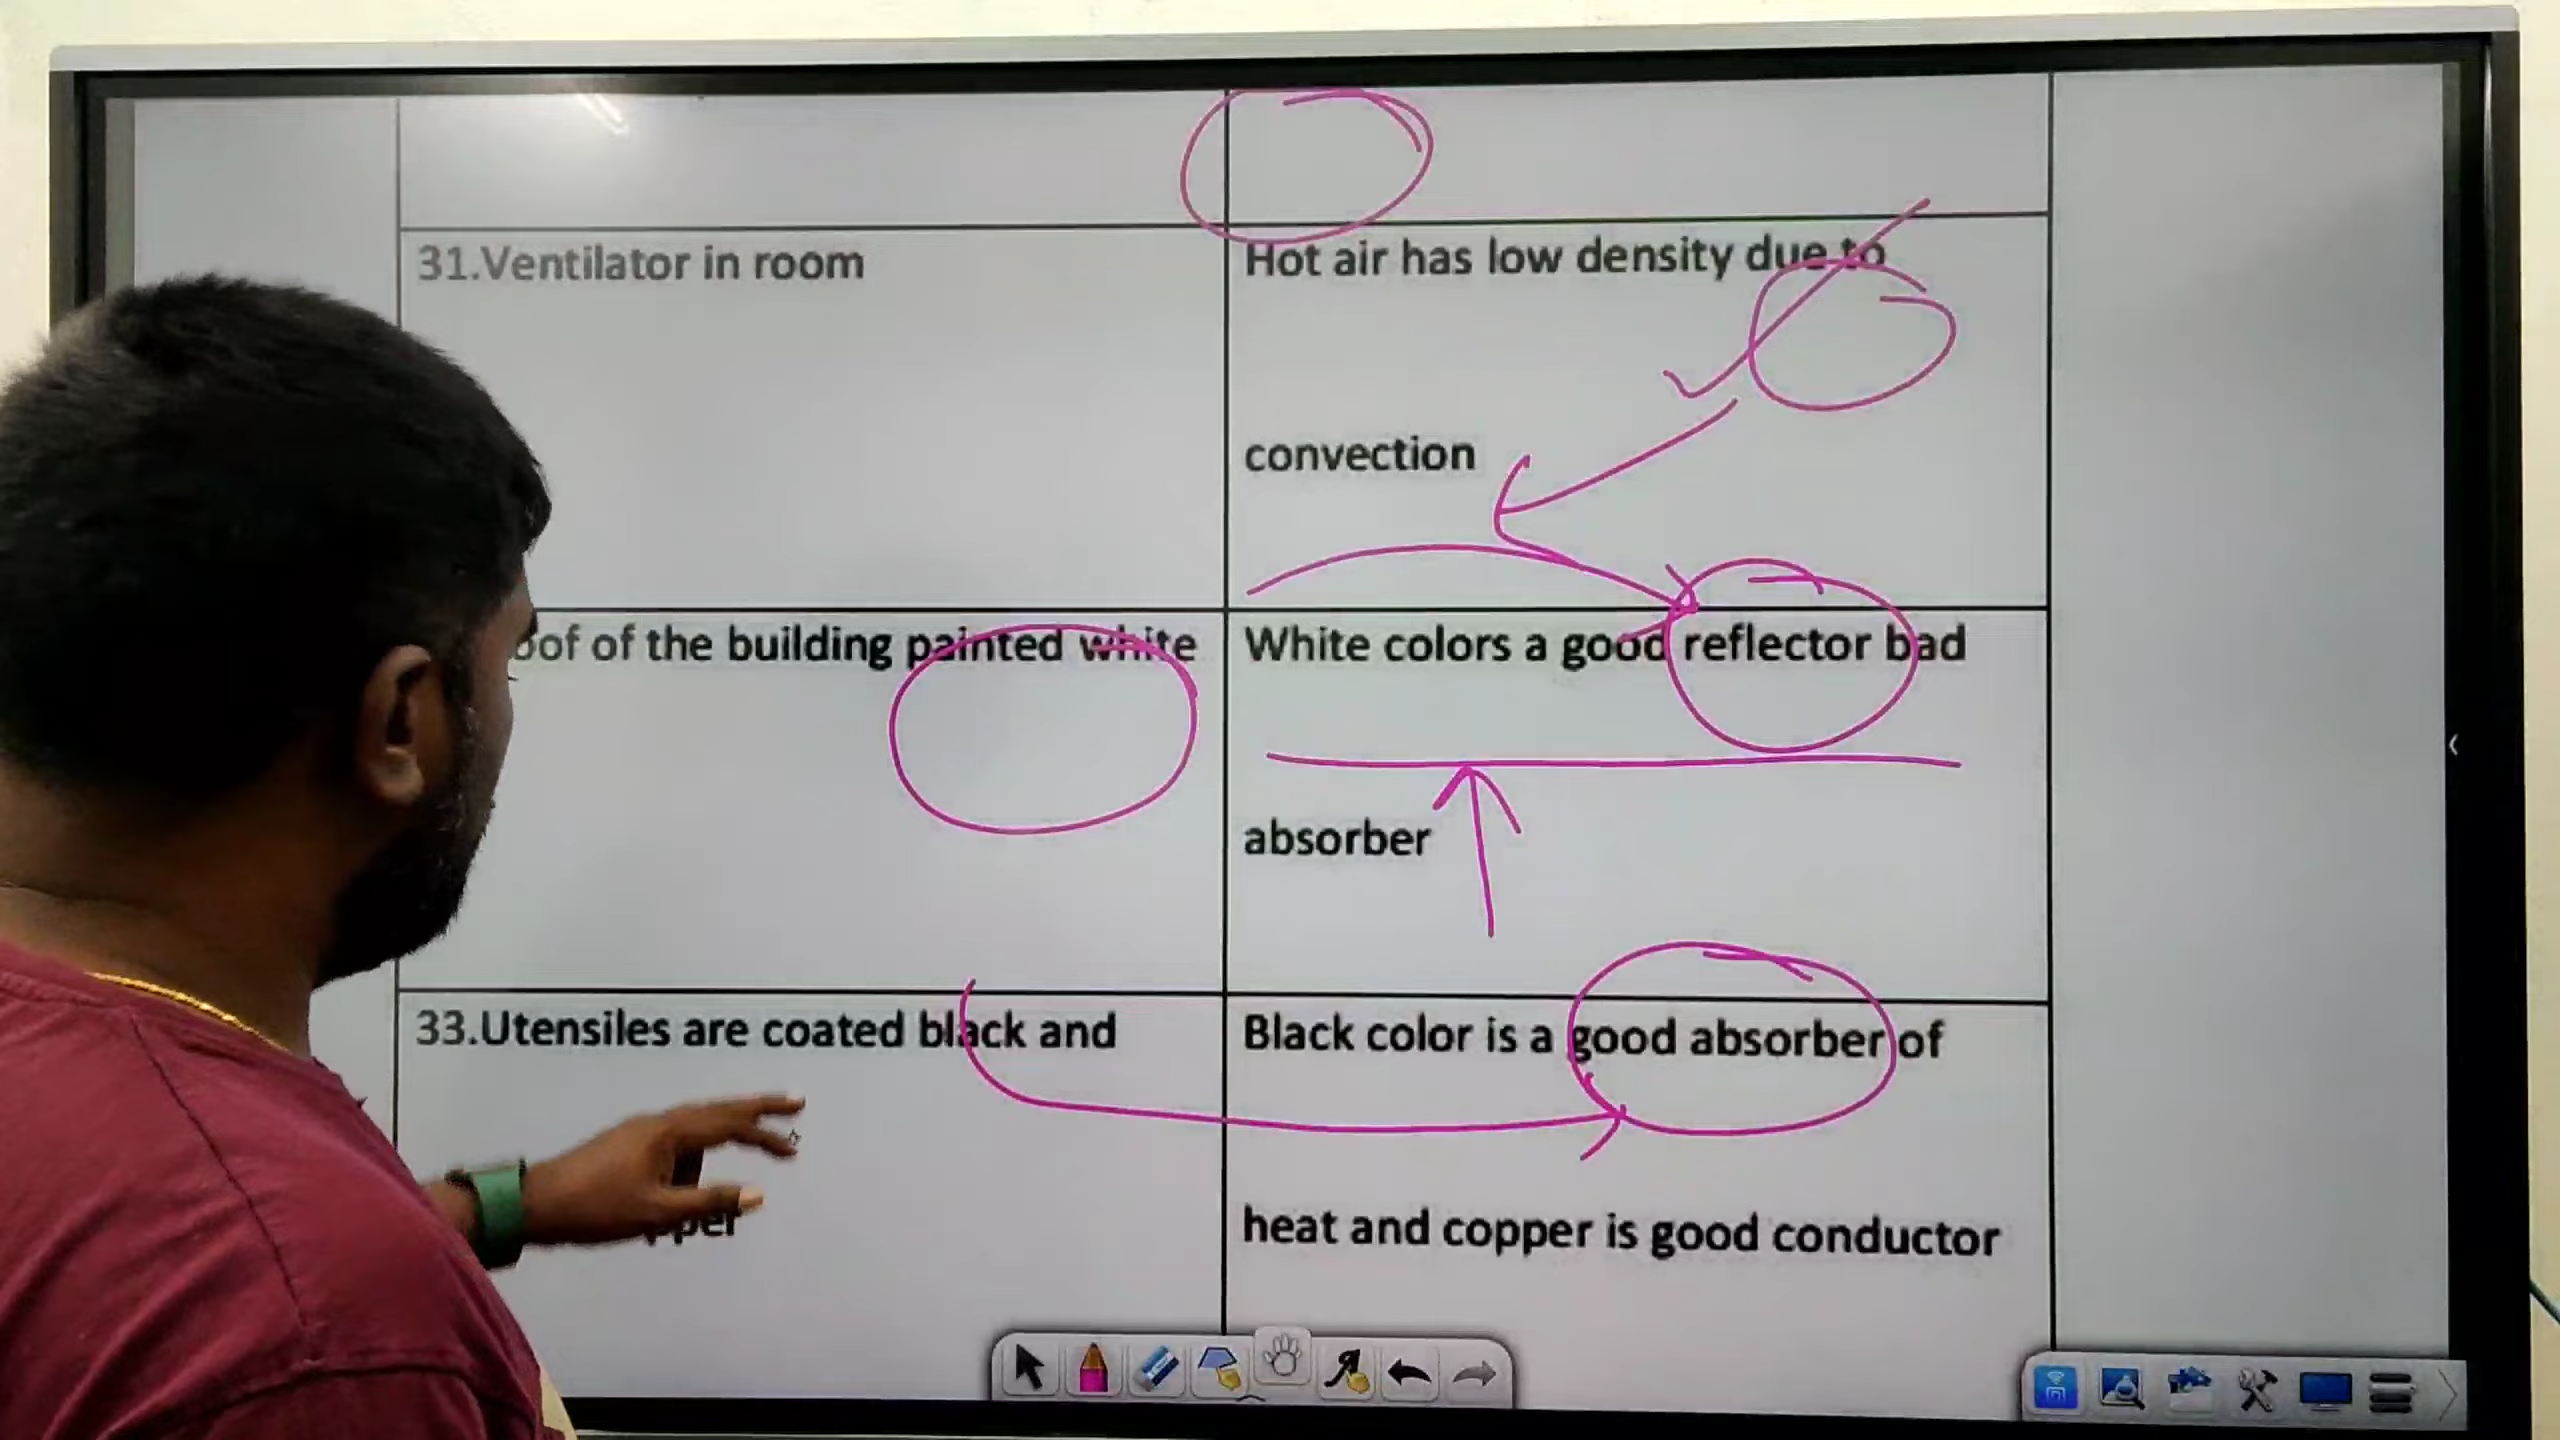 31.Ventilator in room
Hot air has low density due to
convection
of of the building painted white
White colors a good reflector bad
absorber
33.Utensiles are coated black and
Black color is a good absorber of
heat and copper is good conductor